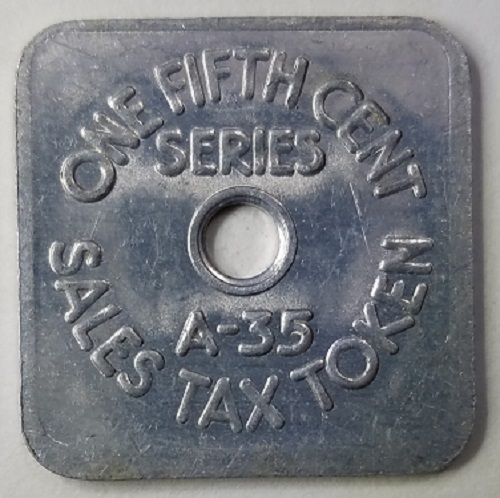 ONE FIFTH CENT
SERIES
A-35
SALES TAX TOKEN